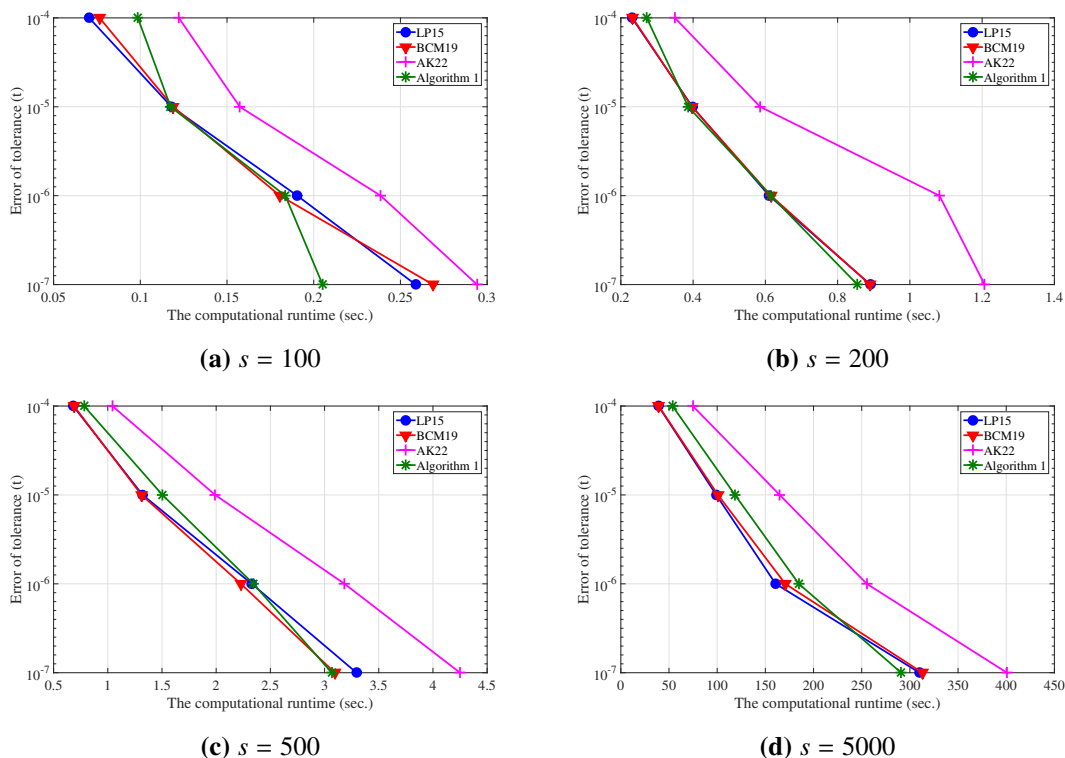 10-4
10-5
10-6
10-7
Error of tolerance (t)
LP15
BCM19
AK22
Algorithm 1
0.05 0.1 0.15 0.2 0.25 0.3
The computational runtime (sec.)
(a) s = 100
10-4
10-5
10-6
10-7
Error of tolerance (t)
LP15
BCM19
AK22
Algorithm 1
0.2 0.4 0.6 0.8 1 1.2 1.4
The computational runtime (sec.)
(b) s = 200
10-4
10-5
10-6
10-7
Error of tolerance (t)
LP15
BCM19
AK22
Algorithm 1
0.5 1 1.5 2 2.5 3 3.5 4 4.5
The computational runtime (sec.)
(c) s = 500
10-4
10-5
10-6
10-7
Error of tolerance (t)
LP15
BCM19
AK22
Algorithm 1
0 50 100 150 200 250 300 350 400 450
The computational runtime (sec.)
(d) s = 5000